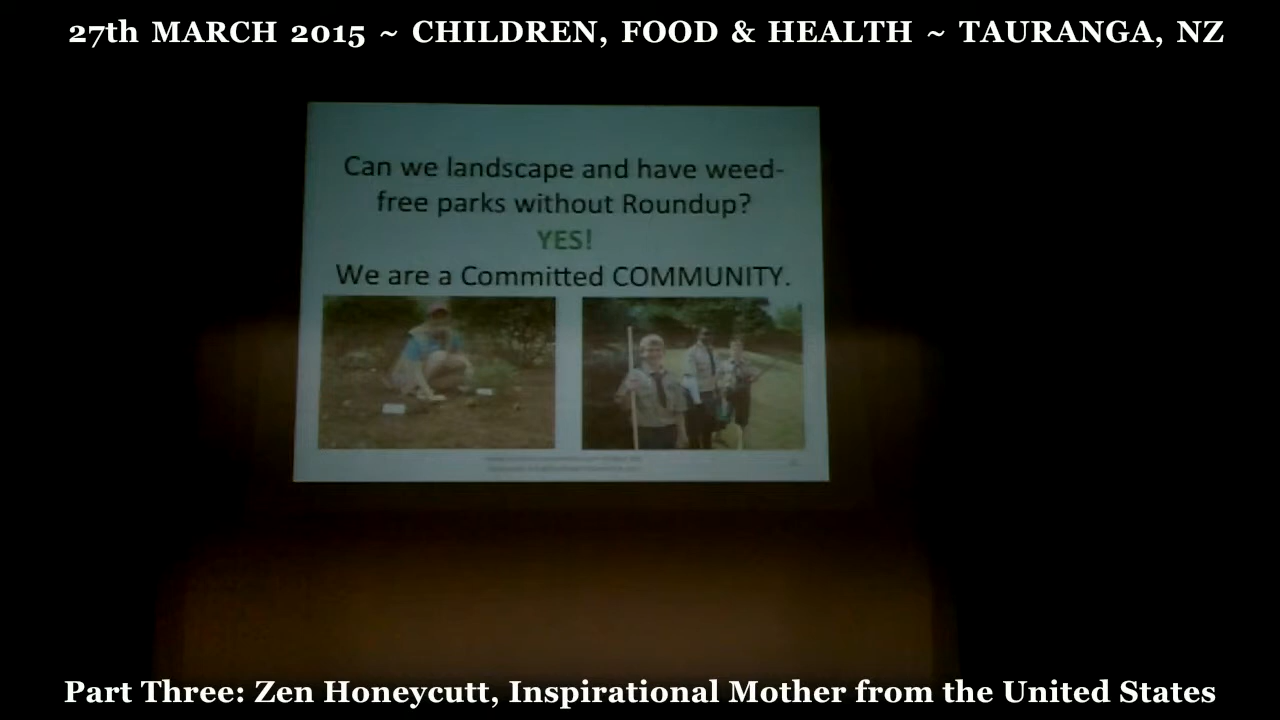 27th MARCH 2015 ~ CHILDREN, FOOD & HEALTH ~ TAURANGA, NZ
Can we landscape and have weed-
free parks without Roundup?
YES!
We are a Committed COMMUNITY.
Part Three: Zen Honeycutt, Inspirational Mother from the United States